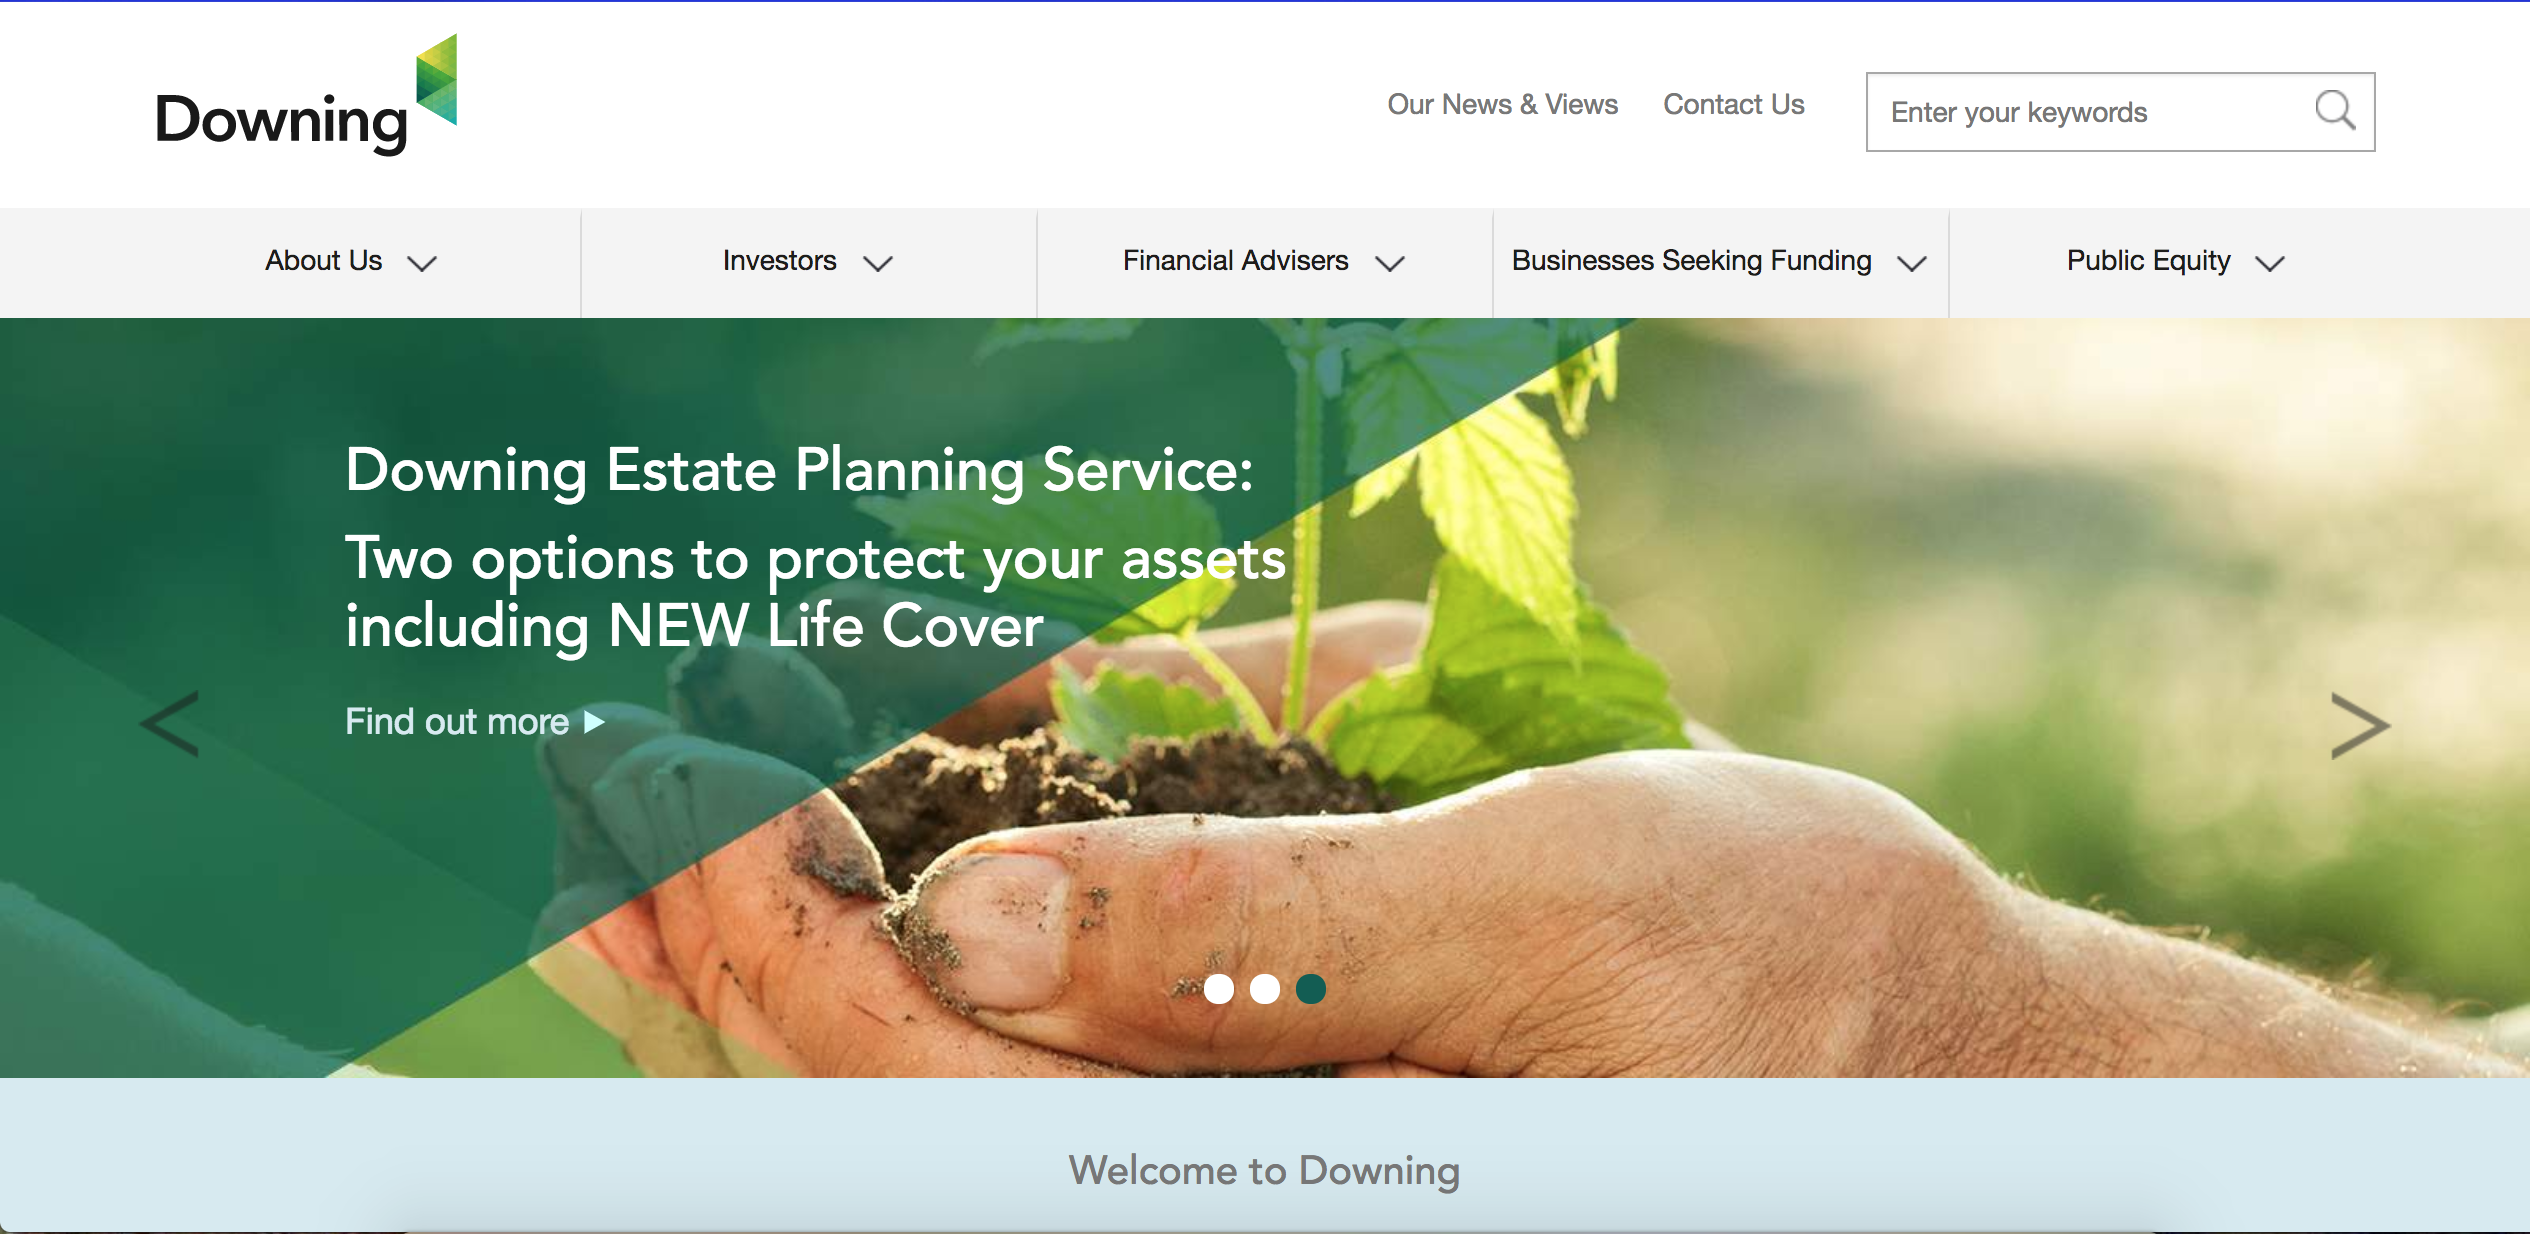 Downing
Our News & Views
Contact Us
Enter your keywords
About Us
Investors
Financial Advisers
Businesses Seeking Funding
Public Equity
Downing Estate Planning Service:
Two options to protect your assets
including NEW Life Cover
Find out more
Welcome to Downing